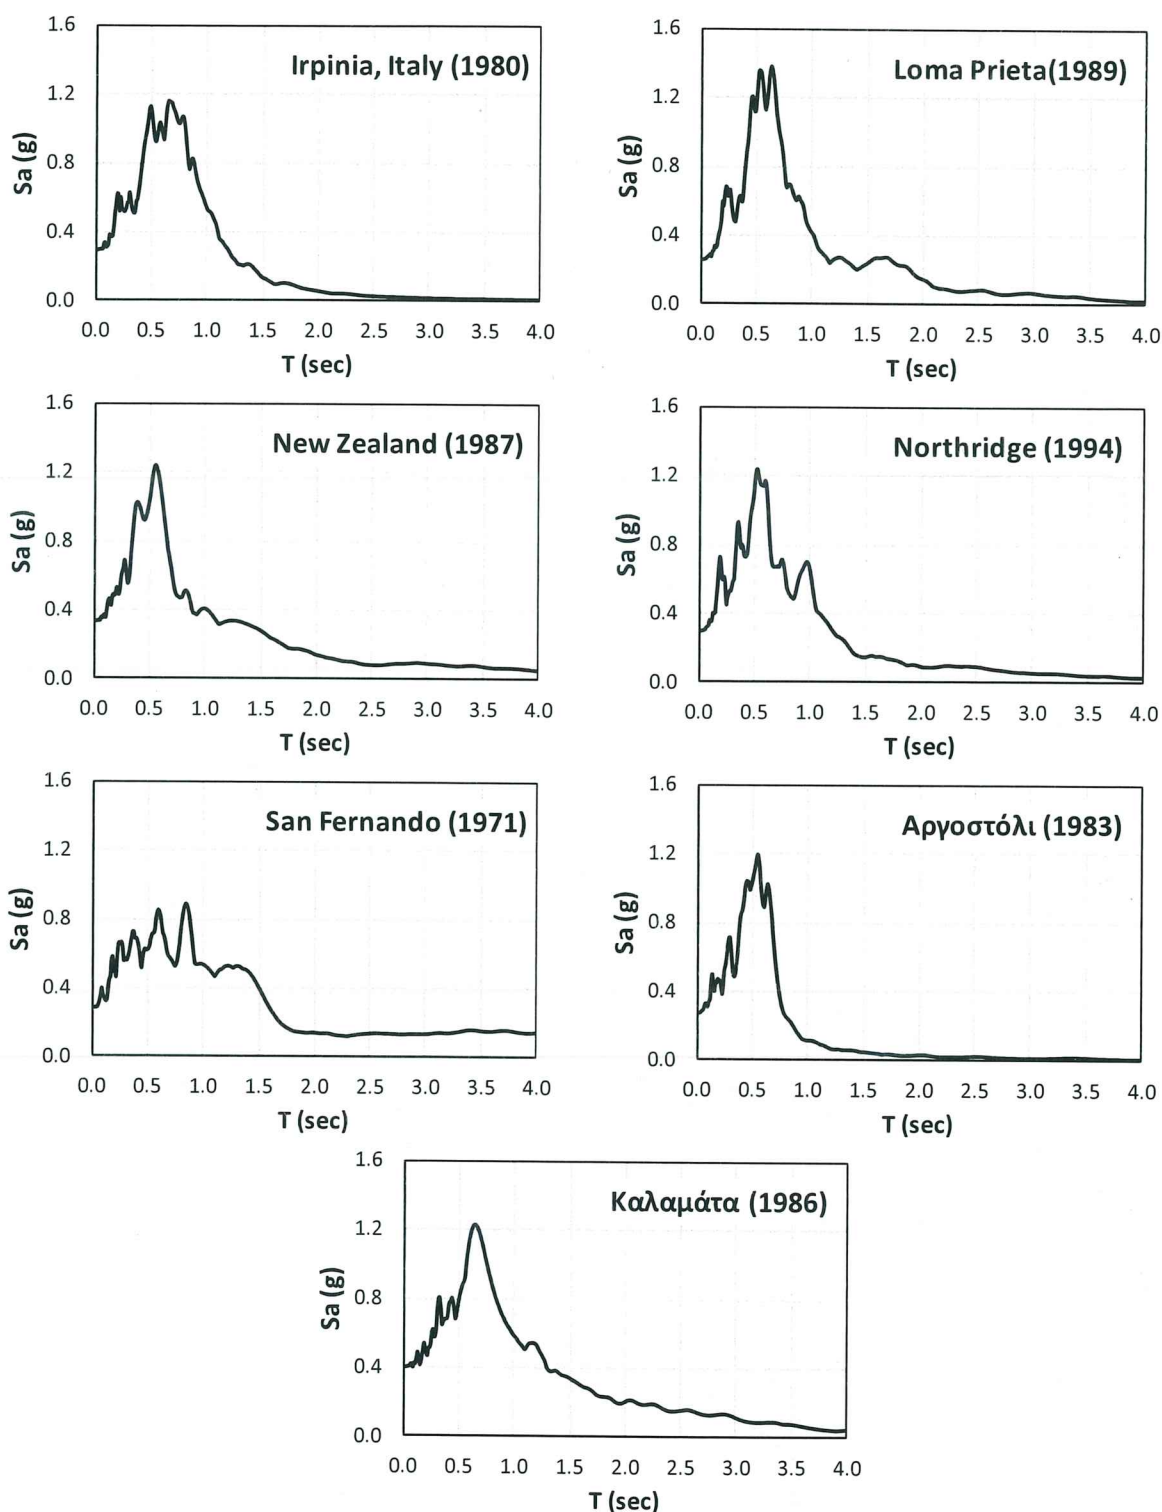 Irpinia, Italy (1980)
Sa (g)
1.6
1.2
0.8
0.4
0.0
0.0 0.5 1.0 1.5 2.0 2.5 3.0 3.5 4.0
T (sec)
Loma Prieta(1989)
Sa (g)
1.6
1.2
0.8
0.4
0.0
0.0 0.5 1.0 1.5 2.0 2.5 3.0 3.5 4.0
T (sec)
New Zealand (1987)
Sa (g)
1.6
1.2
0.8
0.4
0.0
0.0 0.5 1.0 1.5 2.0 2.5 3.0 3.5 4.0
T (sec)
Northridge (1994)
Sa (g)
1.6
1.2
0.8
0.4
0.0
0.0 0.5 1.0 1.5 2.0 2.5 3.0 3.5 4.0
T (sec)
San Fernando (1971)
Sa (g)
1.6
1.2
0.8
0.4
0.0
0.0 0.5 1.0 1.5 2.0 2.5 3.0 3.5 4.0
T (sec)
Αργοστόλι (1983)
Sa (g)
1.6
1.2
0.8
0.4
0.0
0.0 0.5 1.0 1.5 2.0 2.5 3.0 3.5 4.0
T (sec)
Καλαμάτα (1986)
Sa (g)
1.6
1.2
0.8
0.4
0.0
0.0 0.5 1.0 1.5 2.0 2.5 3.0 3.5 4.0
T (sec)